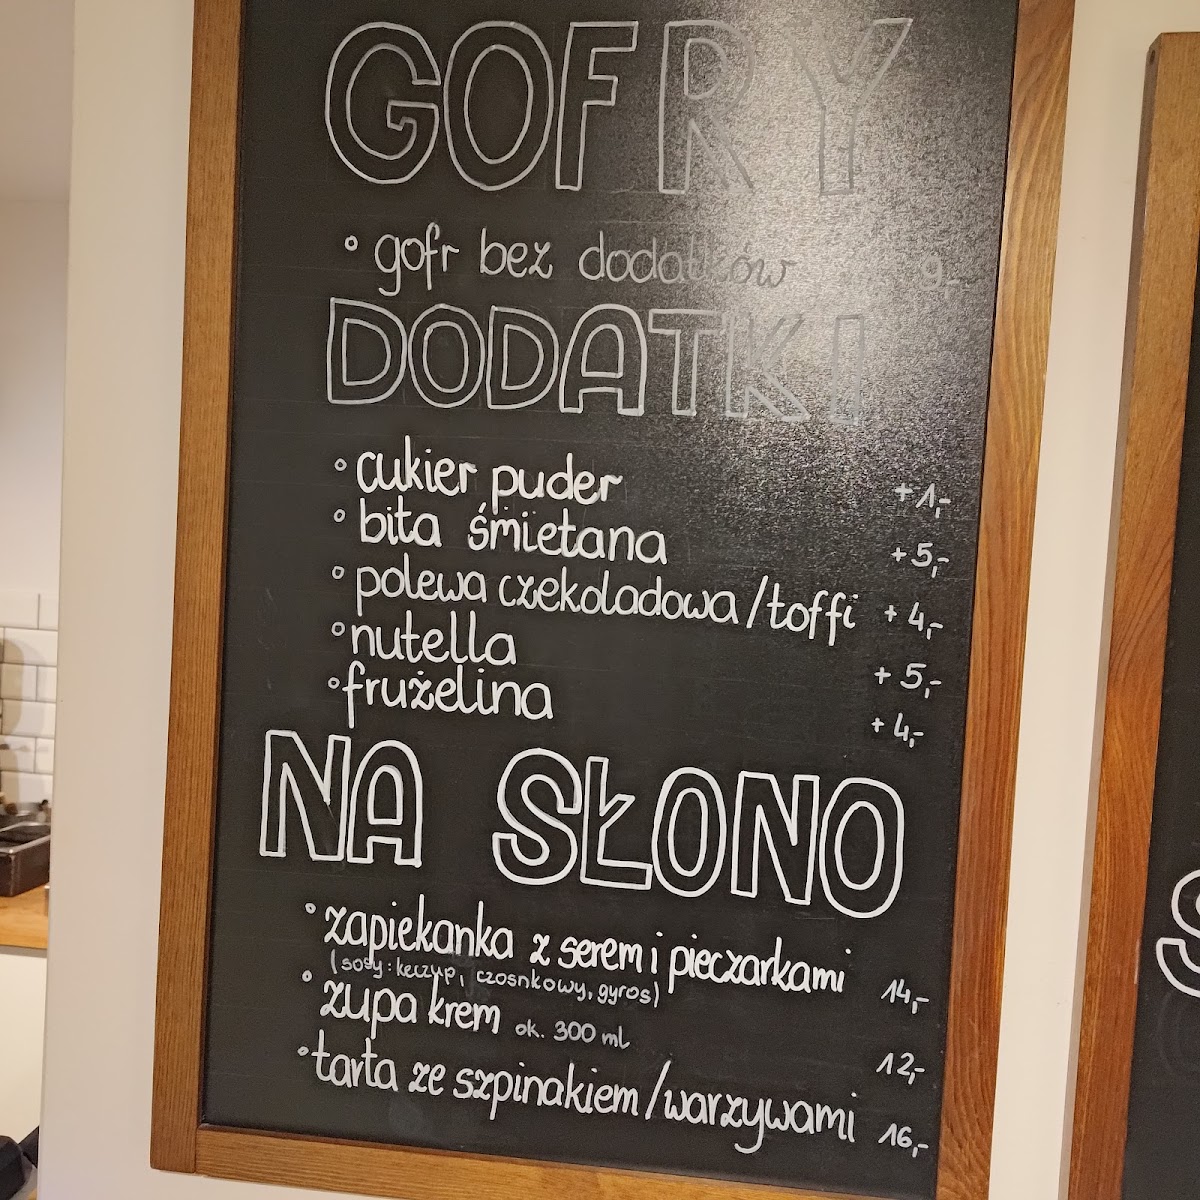 GOFRY
° gofr bez dodatków 9,-
DODATKI
° cukier puder +1,-
° bita śmietana +5,-
° polewa czekoladowa/toffi +4,-
° nutella +5,-
° frużelina +4,-
NA SŁONO
° zapiekanka z serem i pieczarkami 14,-
(sosy: keczup, czosnkowy, gyros)
° zupa krem ok. 300 ml 12,-
° tarta ze szpinakiem/warzywami 16,-
S